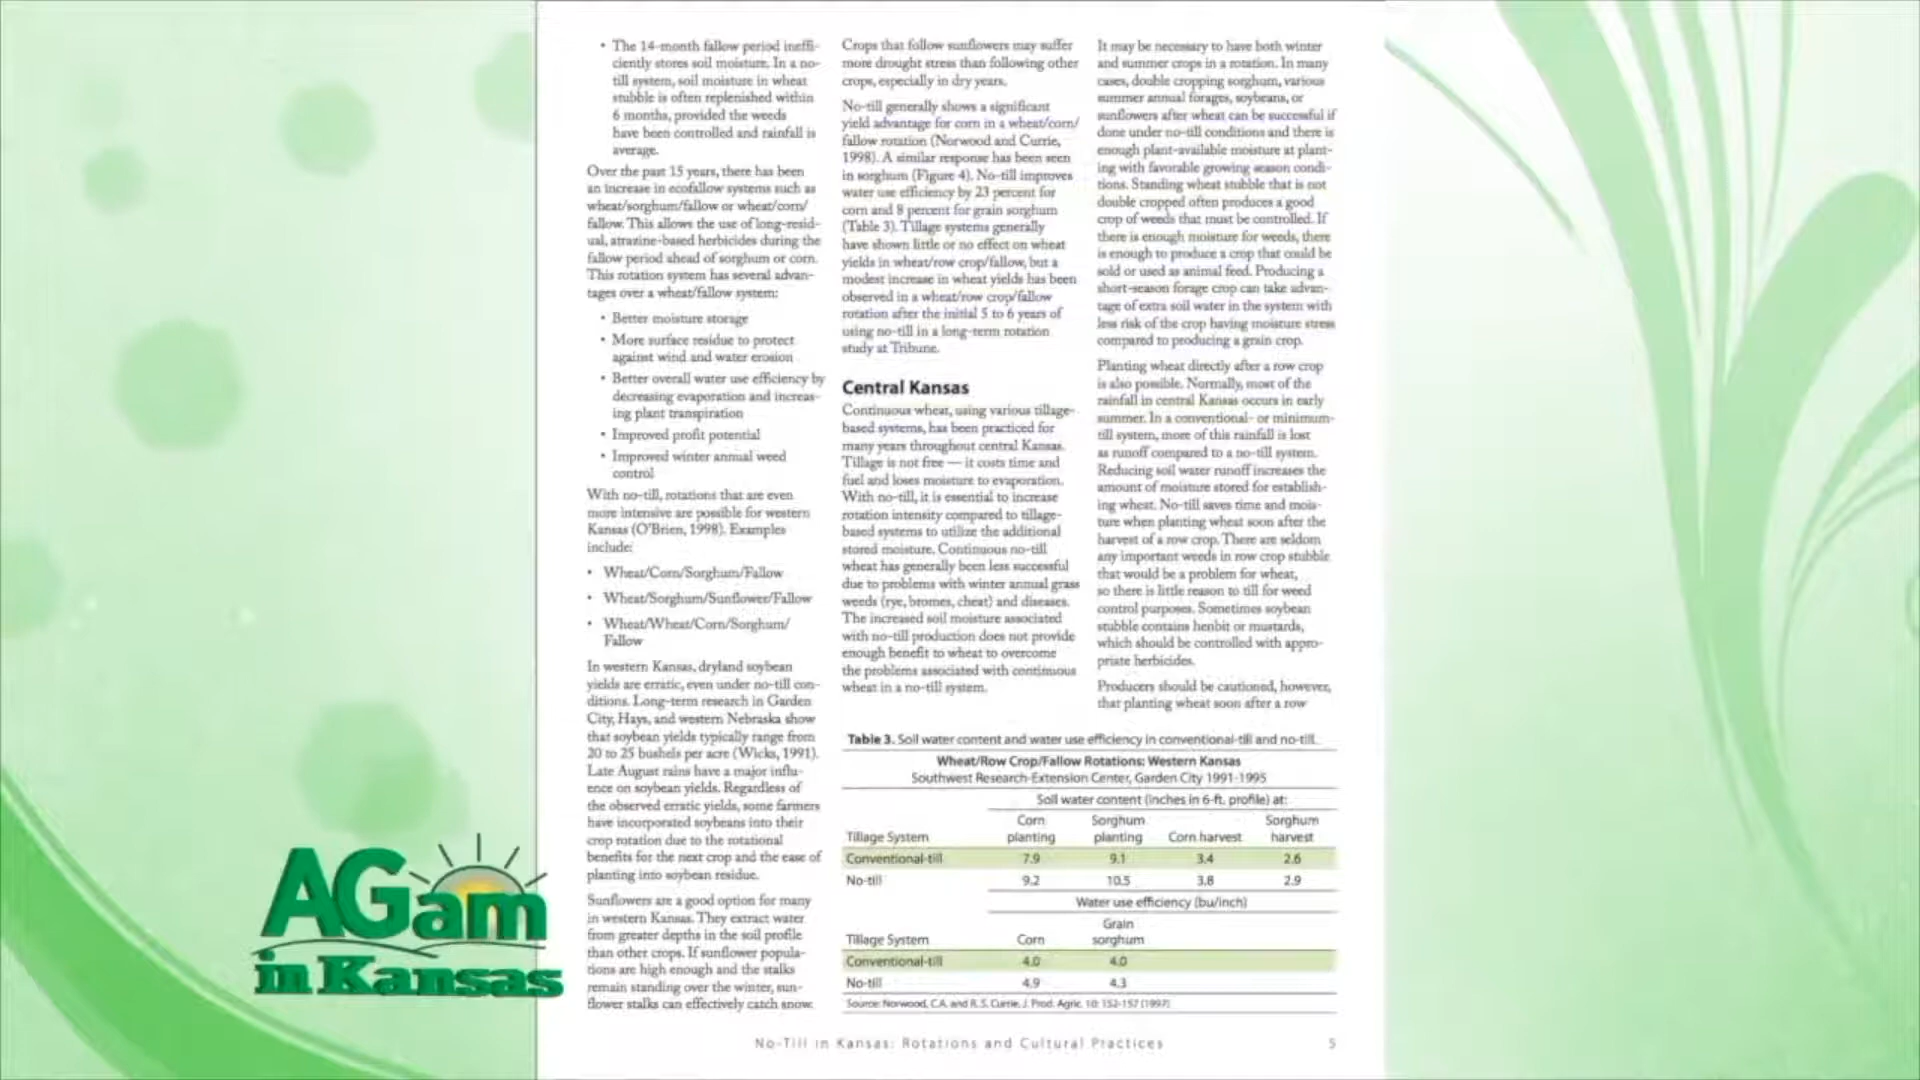 • The 14-month fallow period ineffi-
ciently stores soil moisture. In a no-
till system, soil moisture in wheat
stubble is often replenished within
6 months, provided the weeds
have been controlled and rainfall is
average.
Over the past 15 years, there has been
an increase in ecofallow systems such as
wheat/sorghum/fallow or wheat/corn/
fallow. This allows the use of long-resid-
ual, atrazine-based herbicides during the
fallow period ahead of sorghum or corn.
This rotation system has several advan-
tages over a wheat/fallow system:
• Better moisture storage
• More surface residue to protect
against wind and water erosion
• Better overall water use efficiency by
decreasing evaporation and increas-
ing plant transpiration
• Improved profit potential
• Improved winter annual weed
control
With no-till, rotations that are even
more intensive are possible for western
Kansas (O'Brien, 1998). Examples
include:
• Wheat/Corn/Sorghum/Fallow
• Wheat/Sorghum/Sunflower/Fallow
• Wheat/Wheat/Corn/Sorghum/
Fallow
In western Kansas, dryland soybean
yields are erratic, even under no-till con-
ditions. Long-term research in Garden
City, Hays, and western Nebraska show
that soybean yields typically range from
20 to 25 bushels per acre (Wicks, 1991).
Late August rains have a major influ-
ence on soybean yields. Regardless of
the observed erratic yields, some farmers
have incorporated soybeans into their
crop rotation due to the rotational
benefits for the next crop and the ease of
planting into soybean residue.
Sunflowers are a good option for many
in western Kansas. They extract water
from greater depths in the soil profile
than other crops. If sunflower popula-
tions are high enough and the stalks
remain standing over the winter, sun-
flower stalks can effectively catch snow.
Crops that follow sunflowers may suffer
more drought stress than following other
crops, especially in dry years.
No-till generally shows a significant
yield advantage for corn in a wheat/corn/
fallow rotation (Norwood and Currie,
1998). A similar response has been seen
in sorghum (Figure 4). No-till improves
water use efficiency by 23 percent for
corn and 8 percent for grain sorghum
(Table 3). Tillage systems generally
have shown little or no effect on wheat
yields in wheat/row crop/fallow, but a
modest increase in wheat yields has been
observed in a wheat/row crop/fallow
rotation after the initial 5 to 6 years of
using no-till in a long-term rotation
study at Tribune.
Central Kansas
Continuous wheat, using various tillage-
based systems, has been practiced for
many years throughout central Kansas.
Tillage is not free — it costs time and
fuel and loses moisture to evaporation.
With no-till, it is essential to increase
rotation intensity compared to tillage-
based systems to utilize the additional
stored moisture. Continuous no-till
wheat has generally been less successful
due to problems with winter annual grass
weeds (rye, bromes, cheat) and diseases.
The increased soil moisture associated
with no-till production does not provide
enough benefit to wheat to overcome
the problems associated with continuous
wheat in a no-till system.
It may be necessary to have both winter
and summer crops in a rotation. In many
cases, double cropping sorghum, various
summer annual forages, soybeans, or
sunflowers after wheat can be successful if
done under no-till conditions and there is
enough plant-available moisture at plant-
ing with favorable growing season condi-
tions. Standing wheat stubble that is not
double cropped often produces a good
crop of weeds that must be controlled. If
there is enough moisture for weeds, there
is enough to produce a crop that could be
sold or used as animal feed. Producing a
short-season forage crop can take advan-
tage of extra soil water in the system with
less risk of the crop having moisture stress
compared to producing a grain crop.
Planting wheat directly after a row crop
is also possible. Normally, most of the
rainfall in central Kansas occurs in early
summer. In a conventional- or minimum-
till system, more of this rainfall is lost
as runoff compared to a no-till system.
Reducing soil water runoff increases the
amount of moisture stored for establish-
ing wheat. No-till saves time and mois-
ture when planting wheat soon after the
harvest of a row crop. There are seldom
any important weeds in row crop stubble
that would be a problem for wheat,
so there is little reason to till for weed
control purposes. Sometimes soybean
stubble contains henbit or mustards,
which should be controlled with appro-
priate herbicides.
Producers should be cautioned, however,
that planting wheat soon after a row
Table 3. Soil water content and water use efficiency in conventional-till and no-till.
Wheat/Row Crop/Fallow Rotations: Western Kansas
Southwest Research-Extension Center, Garden City 1991-1995
Soil water content (inches in 6-ft. profile) at:
Tillage System Corn planting Sorghum planting Corn harvest Sorghum harvest
Conventional-till 7.9 9.1 3.4 2.6
No-till 9.2 10.5 3.8 2.9
Water use efficiency (bu/inch)
Tillage System Corn Grain sorghum
Conventional-till 4.0 4.0
No-till 4.9 4.3
Source: Norwood, C.A. and R.S. Currie, J. Prod. Agric. 10: 152-157 (1997)
No-Till in Kansas: Rotations and Cultural Practices 5
AGam
in Kansas